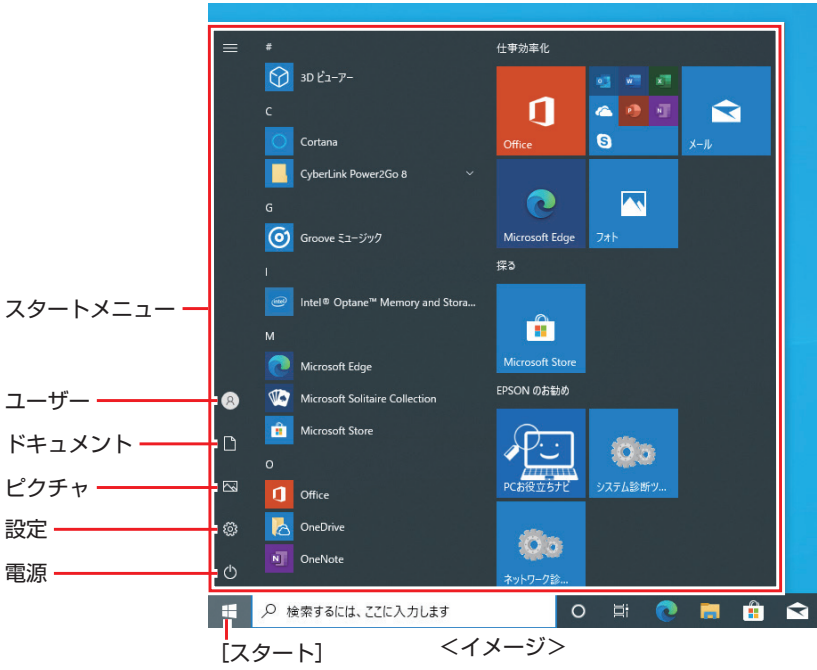 スタートメニュー
ユーザー
ドキュメント
ピクチャ
設定
電源
#
3D ビューアー
C
Cortana
CyberLink Power2Go 8
G
Groove ミュージック
I
Intel® Optane™ Memory and Stora...
M
Microsoft Edge
Microsoft Solitaire Collection
Microsoft Store
O
Office
OneDrive
OneNote
仕事効率化
Office
メール
Microsoft Edge
フォト
探る
Microsoft Store
EPSON のお勧め
PCお役立ちナビ
システム診断ツ...
ネットワーク診...
検索するには、ここに入力します
[スタート]
＜イメージ＞